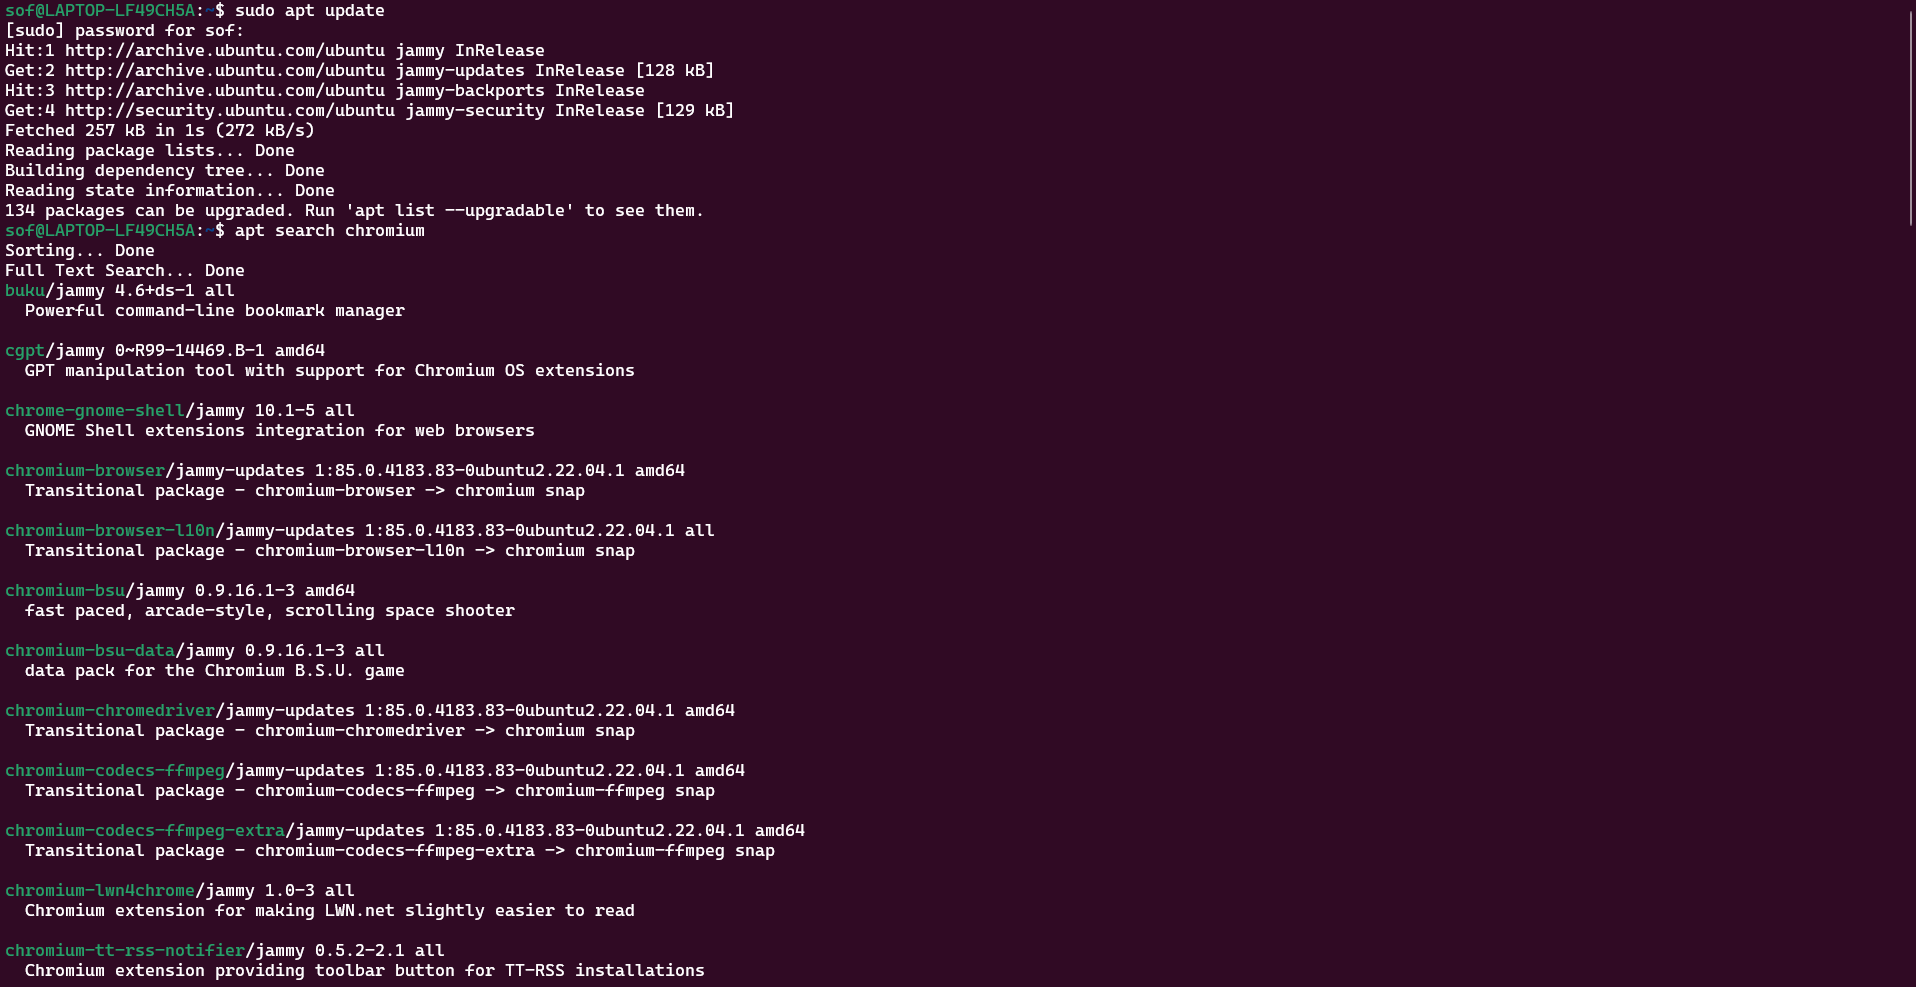 sof@LAPTOP-LF49CH5A:~$ sudo apt update
[sudo] password for sof:
Hit:1 http://archive.ubuntu.com/ubuntu jammy InRelease
Get:2 http://archive.ubuntu.com/ubuntu jammy-updates InRelease [128 kB]
Hit:3 http://archive.ubuntu.com/ubuntu jammy-backports InRelease
Get:4 http://security.ubuntu.com/ubuntu jammy-security InRelease [129 kB]
Fetched 257 kB in 1s (272 kB/s)
Reading package lists... Done
Building dependency tree... Done
Reading state information... Done
134 packages can be upgraded. Run 'apt list --upgradable' to see them.
sof@LAPTOP-LF49CH5A:~$ apt search chromium
Sorting... Done
Full Text Search... Done
buku/jammy 4.6+ds-1 all
  Powerful command-line bookmark manager

cgpt/jammy 0~R99-14469.B-1 amd64
  GPT manipulation tool with support for Chromium OS extensions

chrome-gnome-shell/jammy 10.1-5 all
  GNOME Shell extensions integration for web browsers

chromium-browser/jammy-updates 1:85.0.4183.83-0ubuntu2.22.04.1 amd64
  Transitional package - chromium-browser -> chromium snap

chromium-browser-l10n/jammy-updates 1:85.0.4183.83-0ubuntu2.22.04.1 all
  Transitional package - chromium-browser-l10n -> chromium snap

chromium-bsu/jammy 0.9.16.1-3 amd64
  fast paced, arcade-style, scrolling space shooter

chromium-bsu-data/jammy 0.9.16.1-3 all
  data pack for the Chromium B.S.U. game

chromium-chromedriver/jammy-updates 1:85.0.4183.83-0ubuntu2.22.04.1 amd64
  Transitional package - chromium-chromedriver -> chromium snap

chromium-codecs-ffmpeg/jammy-updates 1:85.0.4183.83-0ubuntu2.22.04.1 amd64
  Transitional package - chromium-codecs-ffmpeg -> chromium-ffmpeg snap

chromium-codecs-ffmpeg-extra/jammy-updates 1:85.0.4183.83-0ubuntu2.22.04.1 amd64
  Transitional package - chromium-codecs-ffmpeg-extra -> chromium-ffmpeg snap

chromium-lwn4chrome/jammy 1.0-3 all
  Chromium extension for making LWN.net slightly easier to read

chromium-tt-rss-notifier/jammy 0.5.2-2.1 all
  Chromium extension providing toolbar button for TT-RSS installations